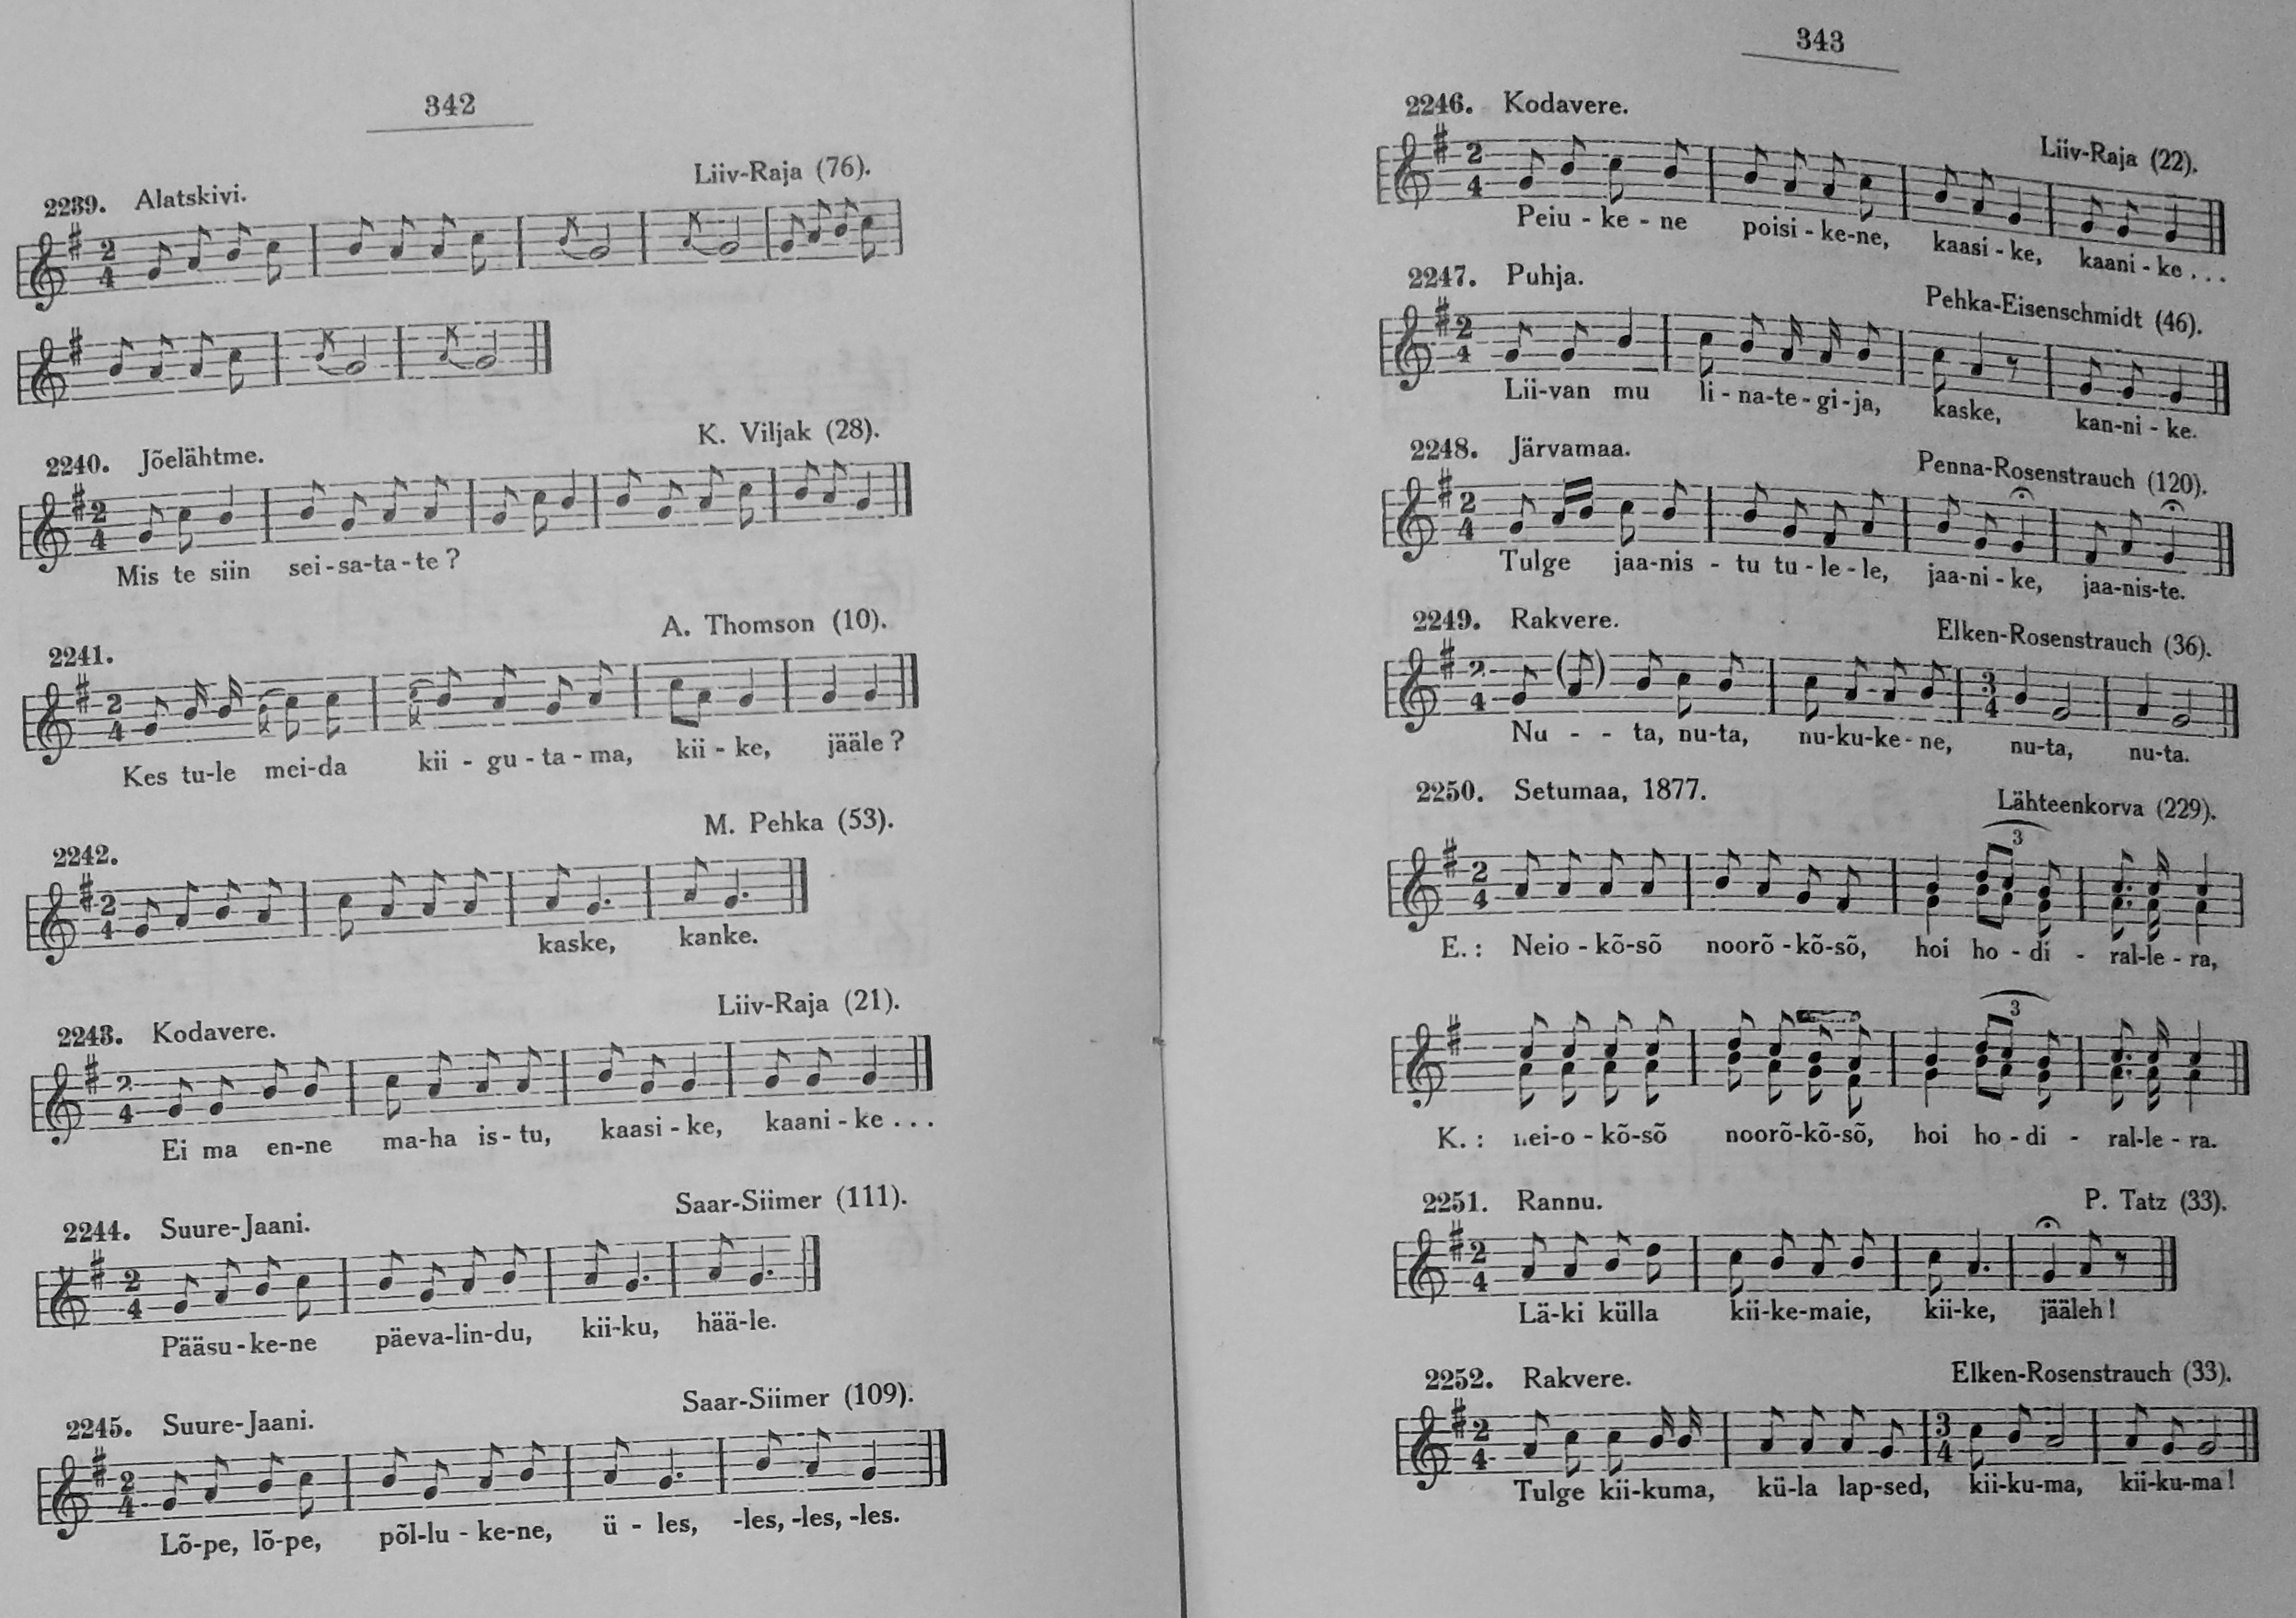 342
2239. Alatskivi. Liiv-Raja (76).
2240. Jõelähtme. K. Viljak (28).
Mis te siin sei-sa-ta-te?
2241. A. Thomson (10).
Kes tu-le mei-da kii-gu-ta-ma, kii-ke, jääle?
2242. M. Pehka (53).
kaske, kanke.
2243. Kodavere. Liiv-Raja (21).
Ei ma en-ne ma-ha is-tu, kaasi-ke, kaani-ke...
2244. Suure-Jaani. Saar-Siimer (111).
Pääsu-ke-ne päeva-lin-du, kii-ku, hää-le.
2245. Suure-Jaani. Saar-Siimer (109).
Lõ-pe, lõ-pe, põl-lu-ke-ne, ü-les, -les, -les, -les.
343
2246. Kodavere. Liiv-Raja (22).
Peiu-ke-ne poisi-ke-ne, kaasi-ke, kaani-ke...
2247. Puhja. Pehka-Eisenschmidt (46).
Lii-van mu li-na-te-gi-ja, kaske, kan-ni-ke.
2248. Järvamaa. Penna-Rosenstrauch (120).
Tulge jaa-nis-tu tu-le-le, jaa-ni-ke, jaa-nis-te.
2249. Rakvere. Elken-Rosenstrauch (36).
Nu - - ta, nu-ta, nu-ku-ke-ne, nu-ta, nu-ta.
2250. Setumaa, 1877. Lähteenkorva (229).
E.: Neio-kõ-sõ noorõ-kõ-sõ, hoi ho-di-ral-le-ra,
K.: nei-o-kõ-sõ noorõ-kõ-sõ, hoi ho-di-ral-le-ra.
2251. Rannu. P. Tatz (33).
Lä-ki külla kii-ke-maie, kii-ke, jääleh!
2252. Rakvere. Elken-Rosenstrauch (33).
Tulge kii-kuma, kü-la lap-sed, kii-ku-ma, kii-ku-ma!